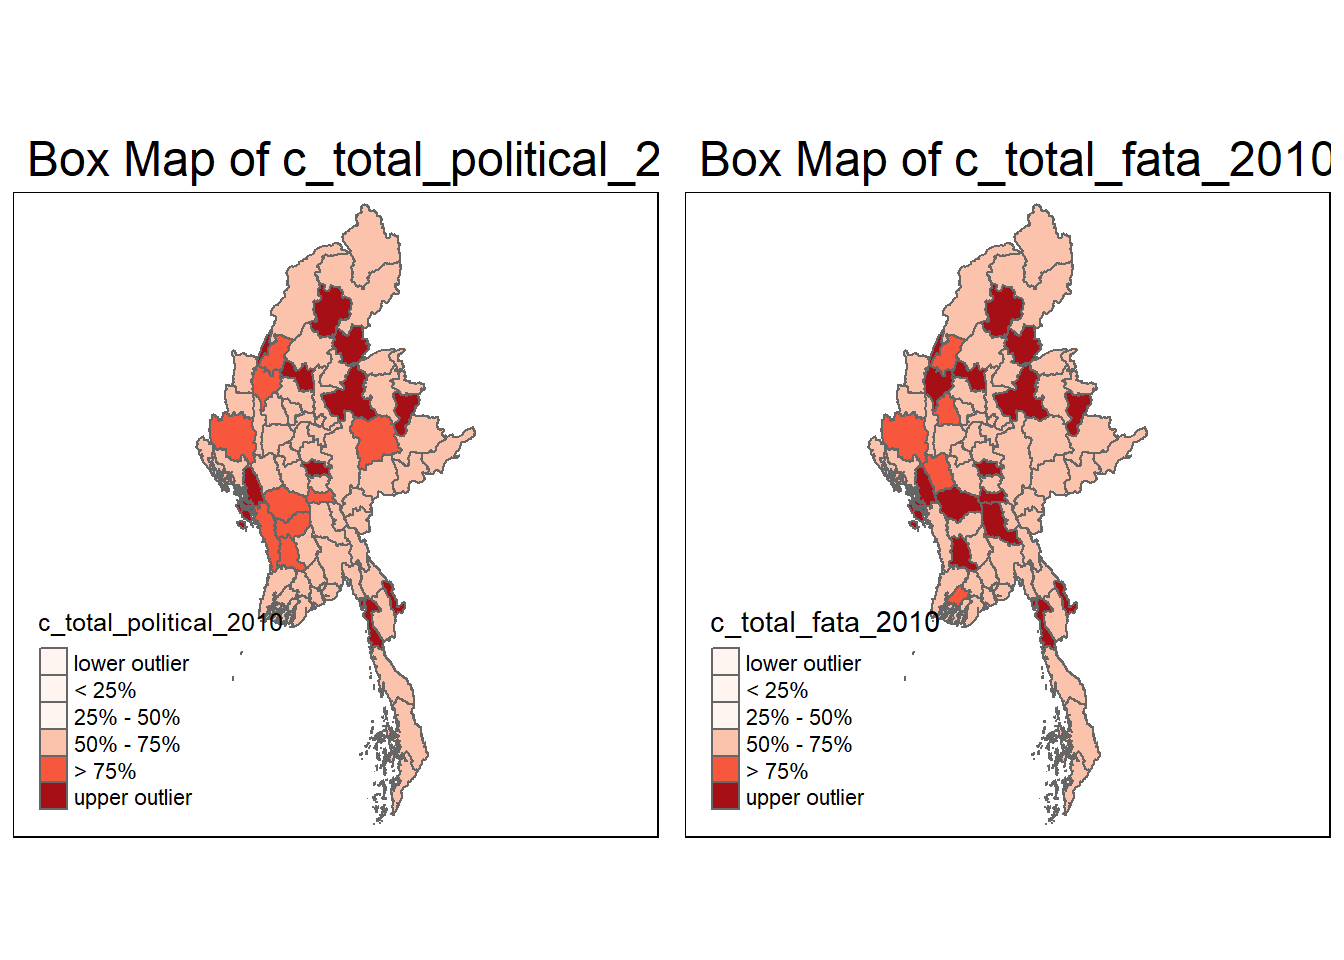 Box Map of c_total_political_2
c_total_political_2010
lower outlier
< 25%
25% - 50%
50% - 75%
> 75%
upper outlier
Box Map of c_total_fata_2010
c_total_fata_2010
lower outlier
< 25%
25% - 50%
50% - 75%
> 75%
upper outlier